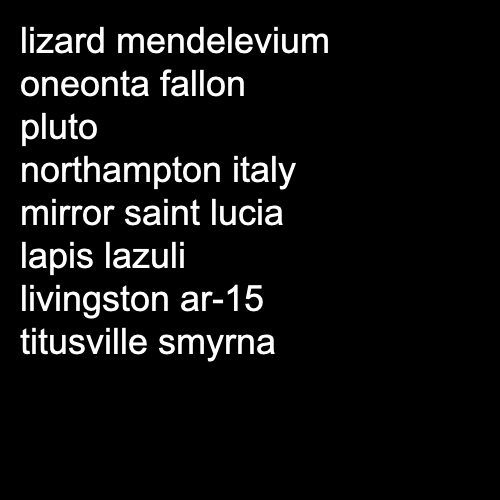 lizard mendelevium
oneonta fallon
pluto
northampton italy
mirror saint lucia
lapis lazuli
livingston ar-15
titusville smyrna